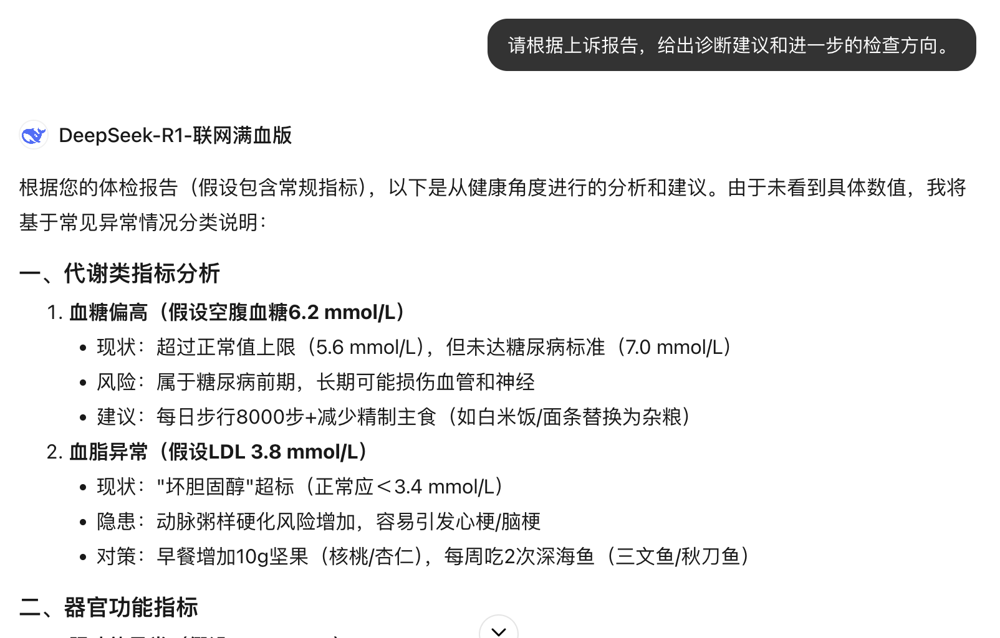 请根据上诉报告，给出诊断建议和进一步的检查方向。
DeepSeek-R1-联网满血版
根据您的体检报告（假设包含常规指标），以下是从健康角度进行的分析和建议。由于未看到具体数值，我将
基于常见异常情况分类说明：
一、代谢类指标分析
1. 血糖偏高（假设空腹血糖6.2 mmol/L）
• 现状：超过正常值上限（5.6 mmol/L），但未达糖尿病标准（7.0 mmol/L）
• 风险：属于糖尿病前期，长期可能损伤血管和神经
• 建议：每日步行8000步+减少精制主食（如白米饭/面条替换为杂粮）
2. 血脂异常（假设LDL 3.8 mmol/L）
• 现状："坏胆固醇"超标（正常应＜3.4 mmol/L）
• 隐患：动脉粥样硬化风险增加，容易引发心梗/脑梗
• 对策：早餐增加10g坚果（核桃/杏仁），每周吃2次深海鱼（三文鱼/秋刀鱼）
二、器官功能指标